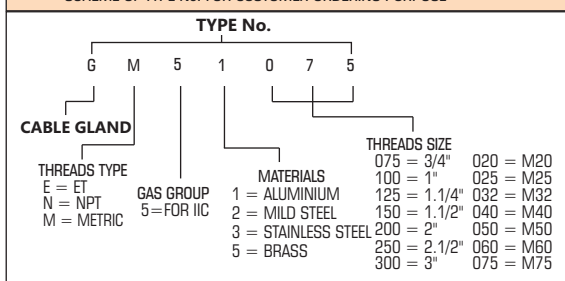 TYPE No.
G M 5 1 0 7 5
CABLE GLAND
THREADS TYPE
E = ET
N = NPT
M = METRIC
GAS GROUP
5=FOR IIC
MATERIALS
1 = ALUMINIUM
2 = MILD STEEL
3 = STAINLESS STEEL
5 = BRASS
THREADS SIZE
075 = 3/4" 020 = M20
100 = 1" 025 = M25
125 = 1.1/4" 032 = M32
150 = 1.1/2" 040 = M40
200 = 2" 050 = M50
250 = 2.1/2" 060 = M60
300 = 3" 075 = M75